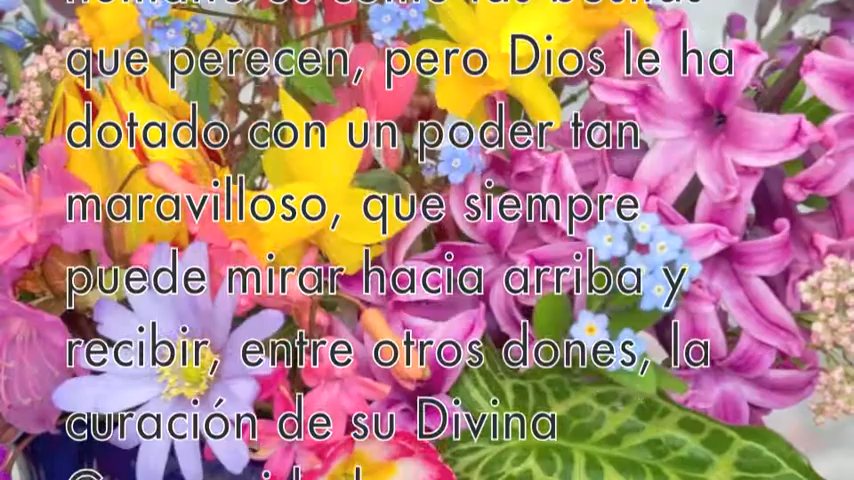 que perecen, pero Dios le ha
dotado con un poder tan
maravilloso, que siempre
puede mirar hacia arriba y
recibir, entre otros dones, la
curación de su Divina